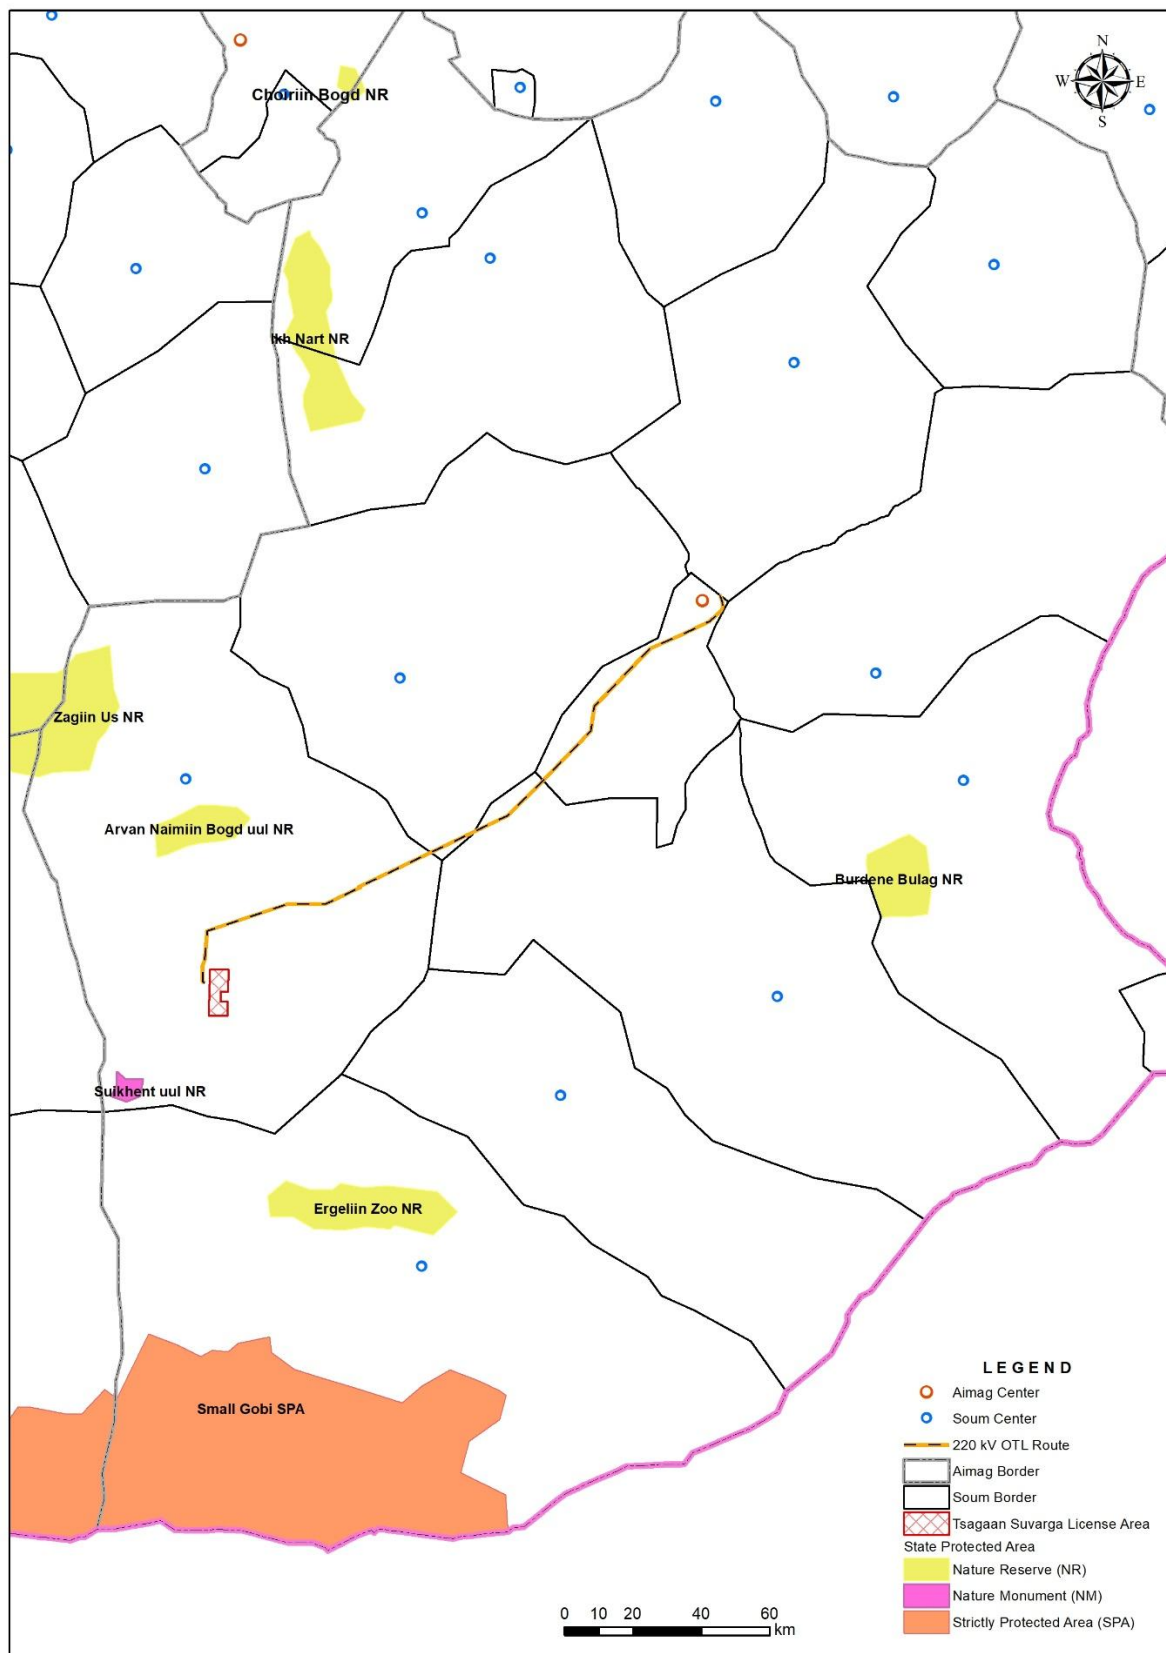 N
Choiriin Bogd NR
W E
S
Ikh Nart NR
Zagiin Us NR
Arvan Naimiin Bogd uul NR
Burdene Bulag NR
Suikhent uul NR
Ergeliin Zoo NR
Small Gobi SPA
LEGEND
Aimag Center
Soum Center
220 kV OTL Route
Aimag Border
Soum Border
Tsagaan Suvarga License Area
State Protected Area
Nature Reserve (NR)
Nature Monument (NM)
Strictly Protected Area (SPA)
0 10 20 40 60
km